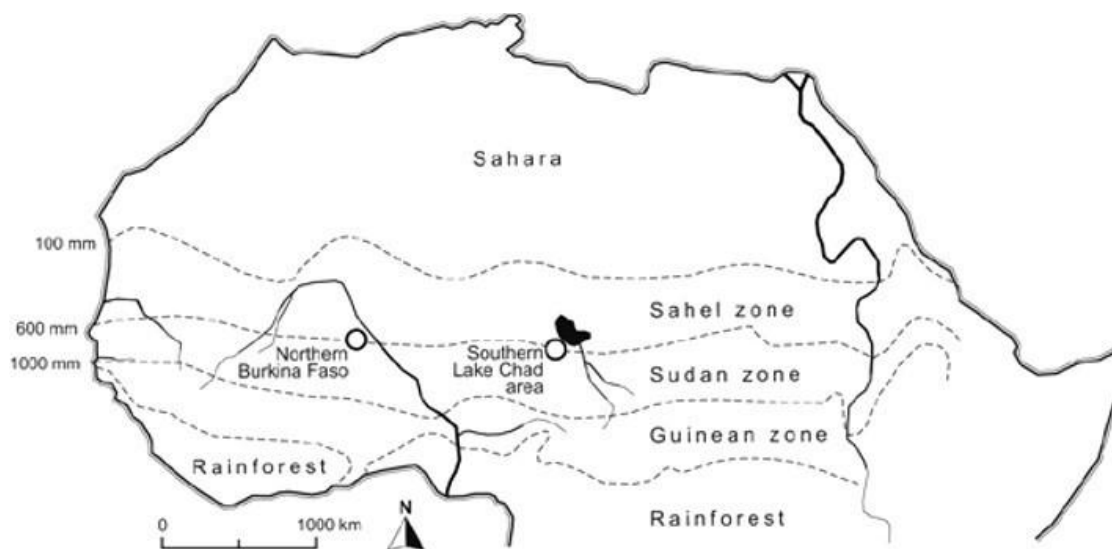 Sahara
100 mm
Sahel zone
600 mm
Northern
Burkina Faso
Southern
Lake Chad
area
1000 mm
Sudan zone
Guinean zone
Rainforest
Rainforest
N
0 1000 km